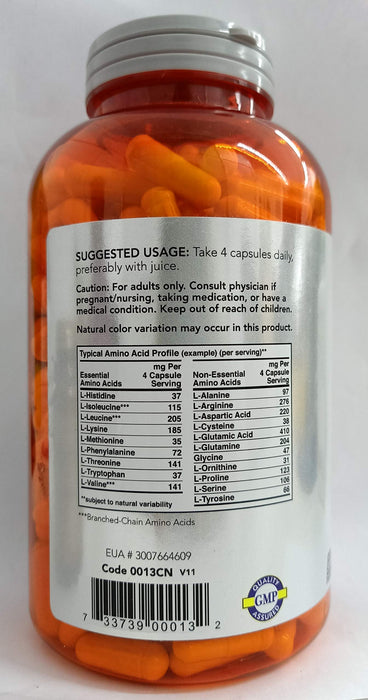 SUGGESTED USAGE: Take 4 capsules daily,
preferably with juice.
Caution: For adults only. Consult physician if
pregnant/nursing, taking medication, or have a
medical condition. Keep out of reach of children.
Natural color variation may occur in this product.
Typical Amino Acid Profile (example) (per serving)**
Essential Amino Acids mg Per 4 Capsule Serving
L-Histidine 37
L-Isoleucine*** 115
L-Leucine*** 205
L-Lysine 185
L-Methionine 35
L-Phenylalanine 72
L-Threonine 141
L-Tryptophan 37
L-Valine*** 141
**subject to natural variability
Non-Essential Amino Acids mg Per 4 Capsule Serving
L-Alanine 97
L-Arginine 276
L-Aspartic Acid 220
L-Cysteine 38
L-Glutamic Acid 410
L-Glutamine 204
Glycine 47
L-Ornithine 31
L-Proline 123
L-Serine 106
L-Tyrosine 66
***Branched-Chain Amino Acids
EUA # 3007664609
Code 0013CN V11
7 33739 00013 2
QUALITY
GMP
ASSURED